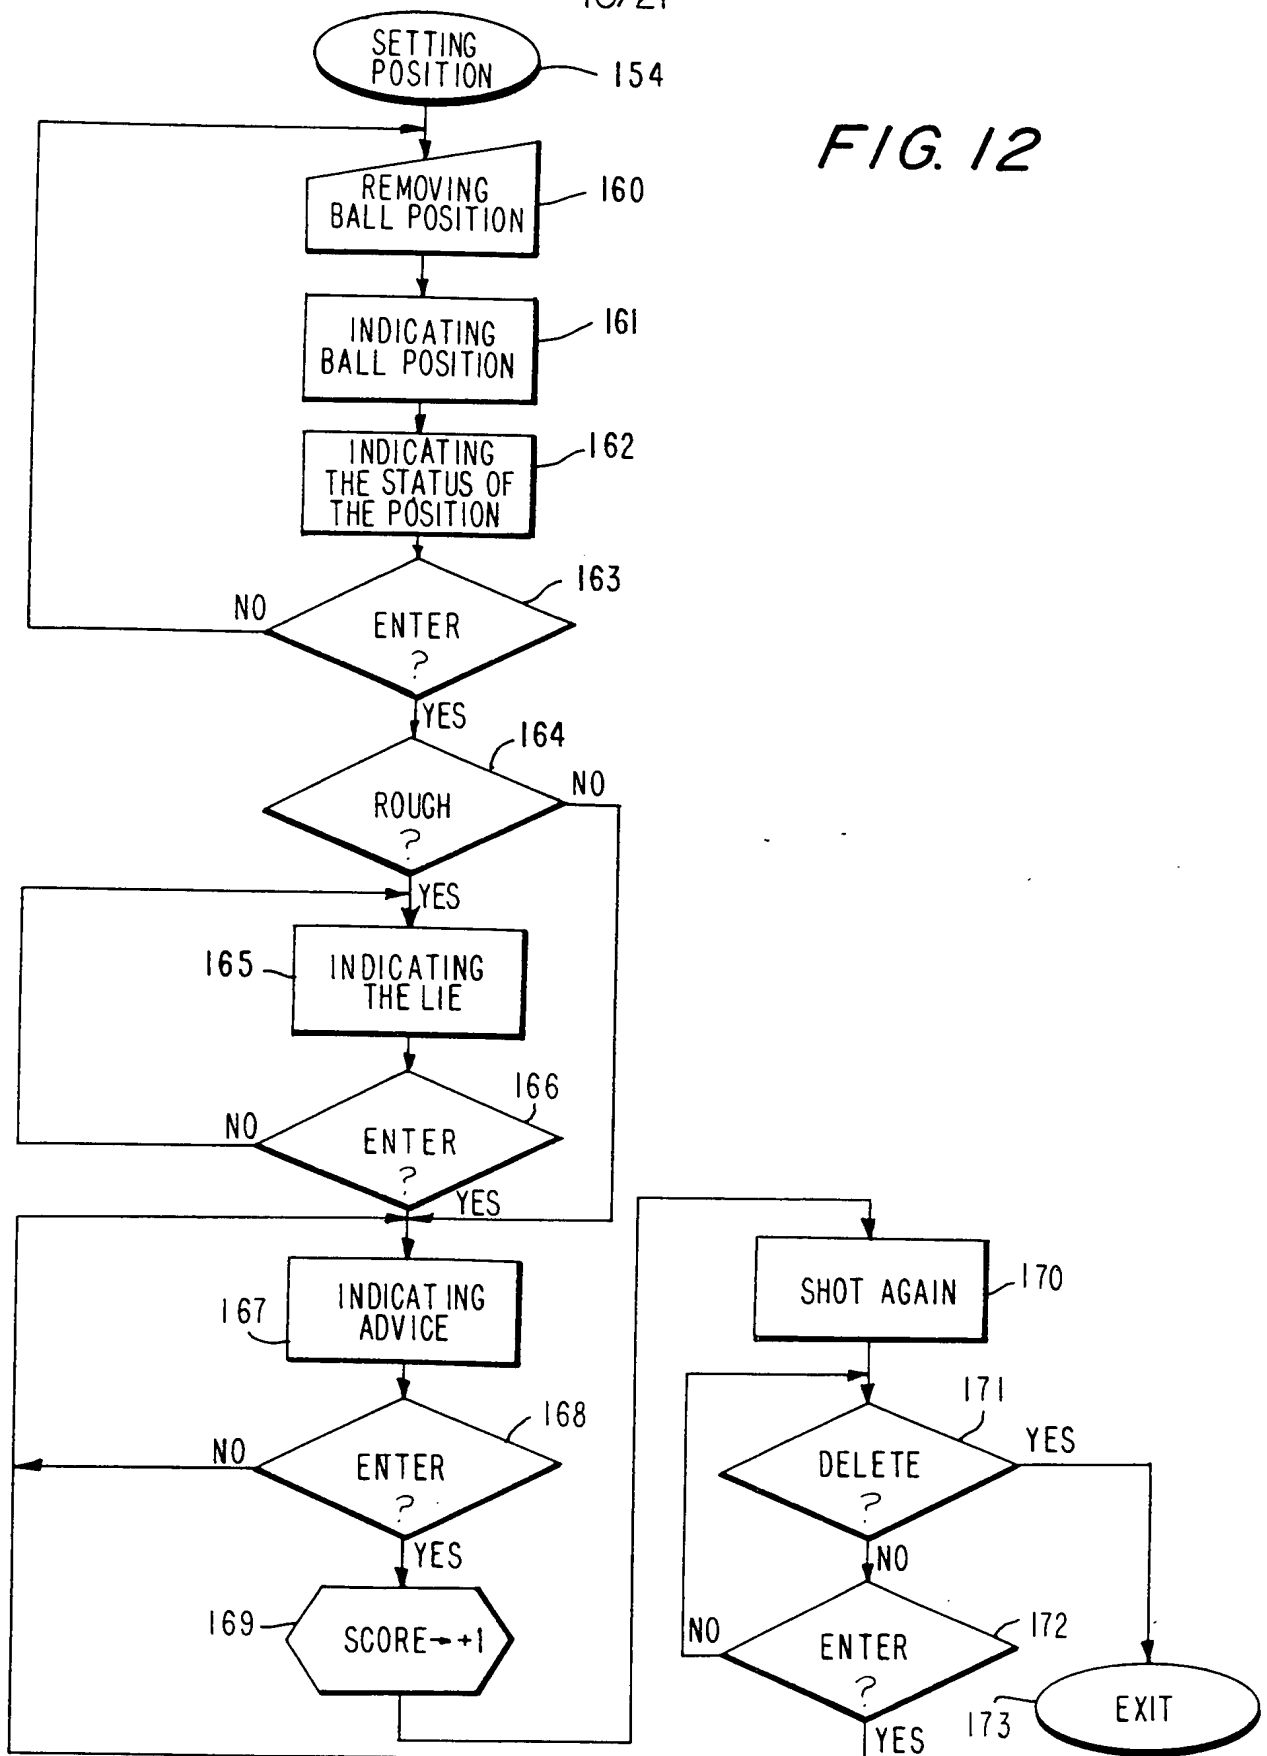 FIG. 12
SETTING
POSITION
154
REMOVING
BALL POSITION
160
INDICATING
BALL POSITION
161
INDICATING
THE STATUS OF
THE POSITION
162
163
NO
ENTER
?
YES
164
NO
ROUGH
?
YES
165
INDICATING
THE LIE
166
NO
ENTER
?
YES
167
INDICATING
ADVICE
168
NO
ENTER
?
YES
169
SCORE→+1
SHOT AGAIN
170
171
YES
DELETE
?
NO
172
NO
ENTER
?
YES
173
EXIT